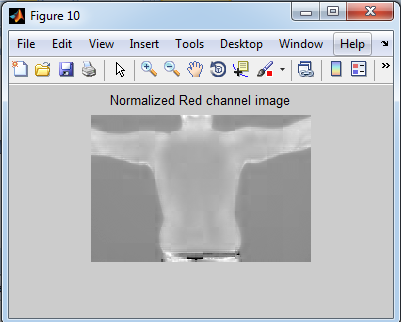 Figure 10
File Edit View Insert Tools Desktop Window Help
Normalized Red channel image